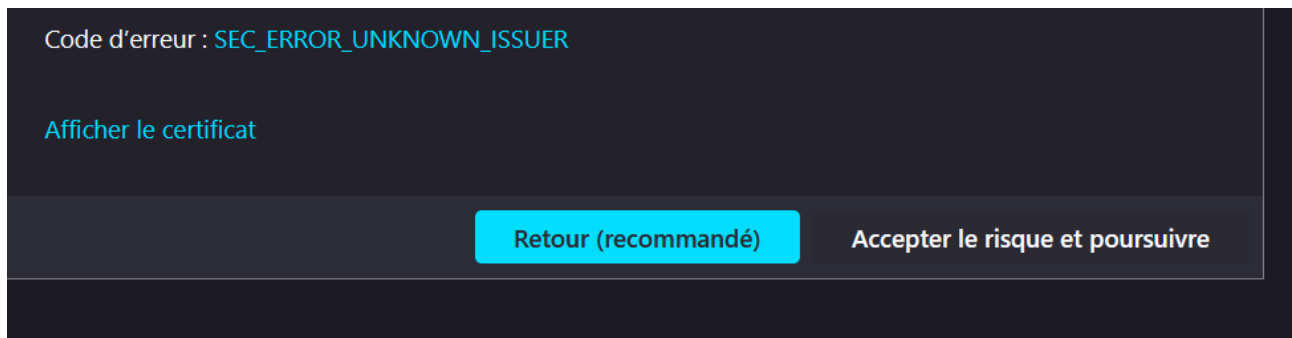 Code d’erreur : SEC_ERROR_UNKNOWN_ISSUER
Afficher le certificat
Retour (recommandé) Accepter le risque et poursuivre